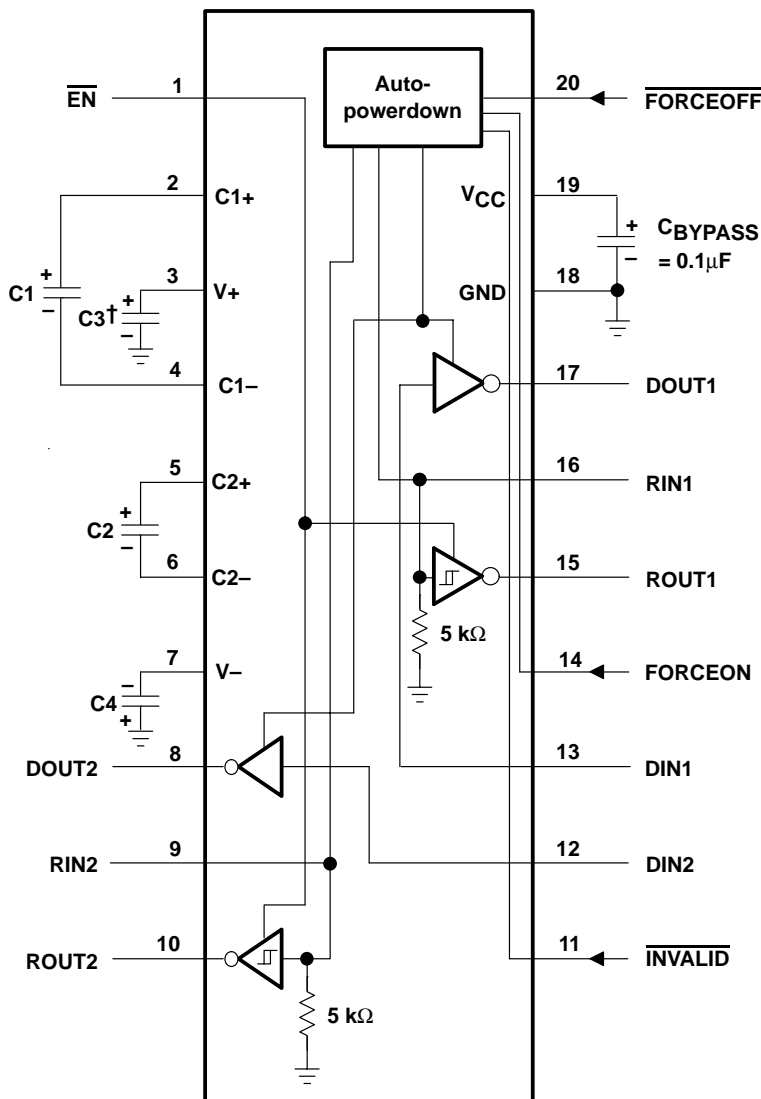 EN
1
Auto-
powerdown
20
FORCEOFF
2
C1+
VCC
19
+
CBYPASS
–
= 0.1μF
+
C1
–
3
V+
+
C3†
–
GND
18
4
C1–
17
DOUT1
5
C2+
16
RIN1
+
C2
–
6
C2–
15
ROUT1
5 kΩ
7
V–
–
C4
+
14
FORCEON
DOUT2
8
13
DIN1
RIN2
9
12
DIN2
ROUT2
10
11
INVALID
5 kΩ